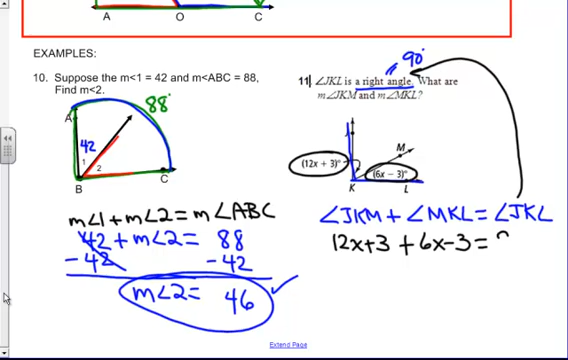 A O C
EXAMPLES:
10. Suppose the m<1 = 42 and m<ABC = 88,
Find m<2.
88°
A
42
1
2
B
C
m∠1 + m∠2 = m∠ABC
42 + m∠2 = 88
- 42 - 42
m∠2 = 46 ✓
90°
11 ∠JKL is a right angle. What are
m∠JKM and m∠MKL?
M
(12x + 3)°
(6x − 3)°
K L
∠JKM + ∠MKL = ∠JKL
12x+3 + 6x-3 =
Extend Page